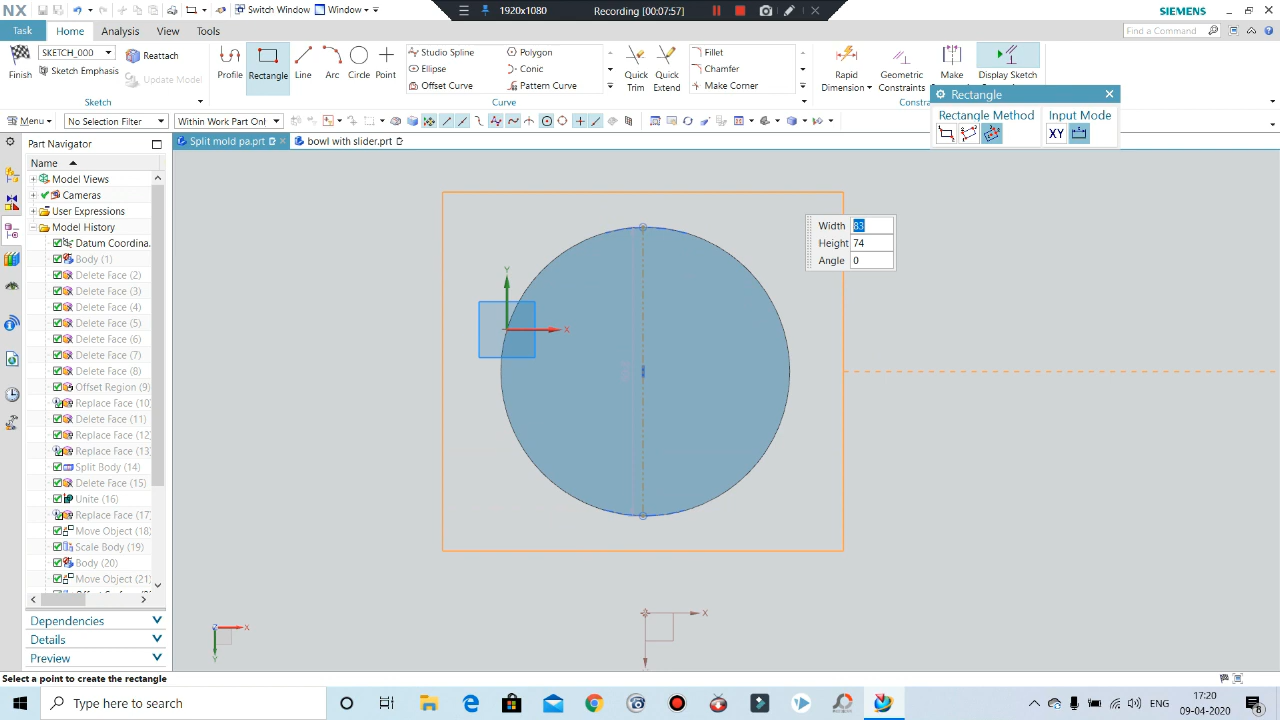 NX
Switch Window
Window
1920x1080
Recording [00:07:57]
SIEMENS
Task
Home
Analysis
View
Tools
Find a Command
Finish
SKETCH_000
Reattach
Sketch Emphasis
Update Model
Sketch
Profile
Rectangle
Line
Arc
Circle
Point
Studio Spline
Polygon
Ellipse
Conic
Offset Curve
Pattern Curve
Curve
Quick Trim
Quick Extend
Fillet
Chamfer
Make Corner
Rapid Dimension
Geometric Constraints
Make
Display Sketch
Constra
Rectangle
Rectangle Method
Input Mode
XY
Menu
No Selection Filter
Within Work Part Onl
Split mold pa.prt
bowl with slider.prt
Name
Model Views
Cameras
User Expressions
Model History
Datum Coordina
Body (1)
Delete Face (2)
Delete Face (3)
Delete Face (4)
Delete Face (5)
Delete Face (6)
Delete Face (7)
Delete Face (8)
Offset Region (9)
Replace Face (10)
Delete Face (11)
Replace Face (12)
Replace Face (13)
Split Body (14)
Delete Face (15)
Unite (16)
Replace Face (17)
Move Object (18)
Scale Body (19)
Body (20)
Move Object (21)
Dependencies
Details
Preview
Width 83
Height 74
Angle 0
Y
X
X
Z
X
Y
Select a point to create the rectangle
Type here to search
ENG
17:20
09-04-2020